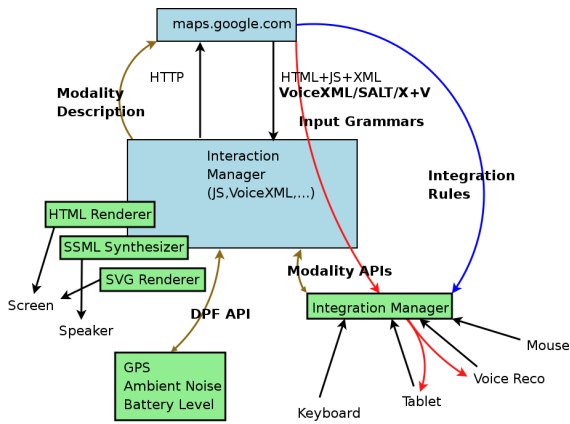 maps.google.com
HTTP
HTML+JS+XML
VoiceXML/SALT/X+V
Modality
Description
Input Grammars
Interaction
Manager
(JS,VoiceXML,...)
Integration
Rules
HTML Renderer
SSML Synthesizer
SVG Renderer
Modality APIs
Screen
Speaker
DPF API
Integration Manager
GPS
Ambient Noise
Battery Level
Mouse
Voice Reco
Tablet
Keyboard